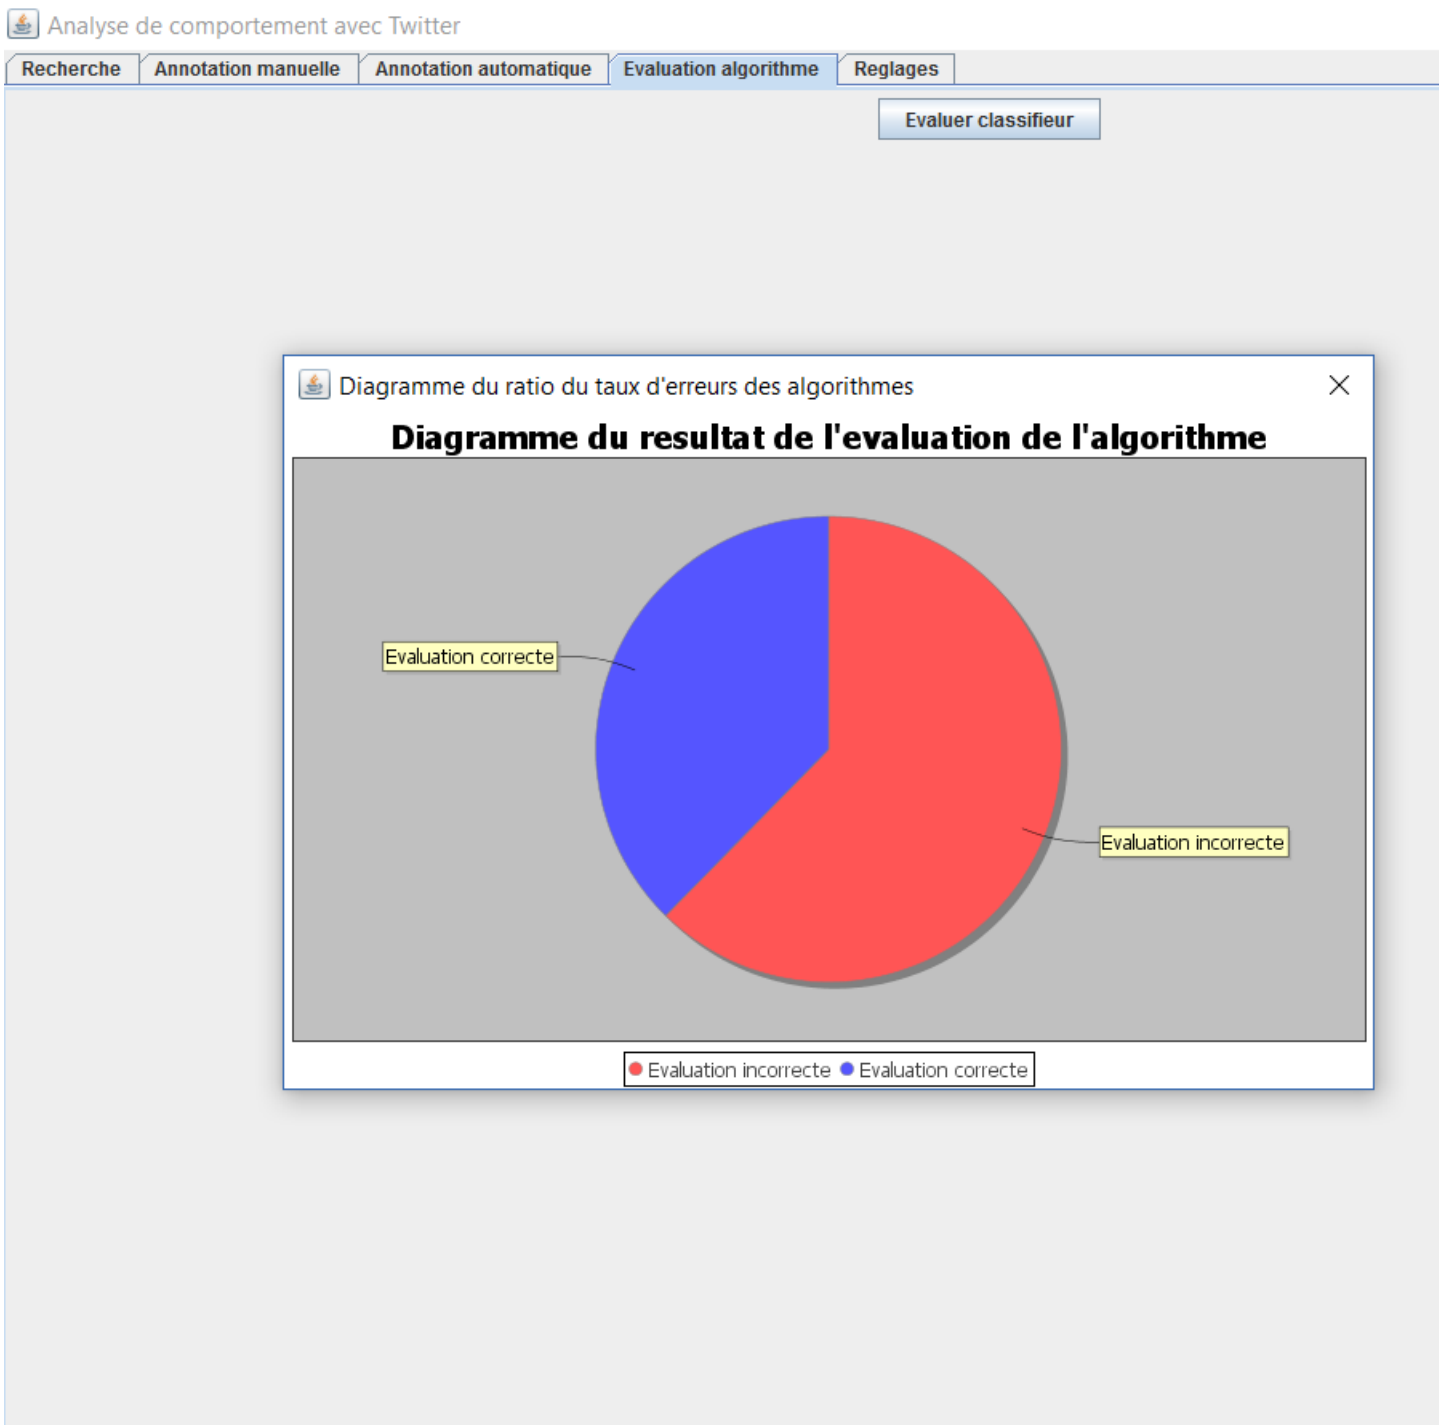 Analyse de comportement avec Twitter
Recherche Annotation manuelle Annotation automatique Evaluation algorithme Reglages
Evaluer classifieur
Diagramme du ratio du taux d'erreurs des algorithmes
Diagramme du resultat de l'evaluation de l'algorithme
Evaluation correcte
Evaluation incorrecte
Evaluation incorrecte Evaluation correcte